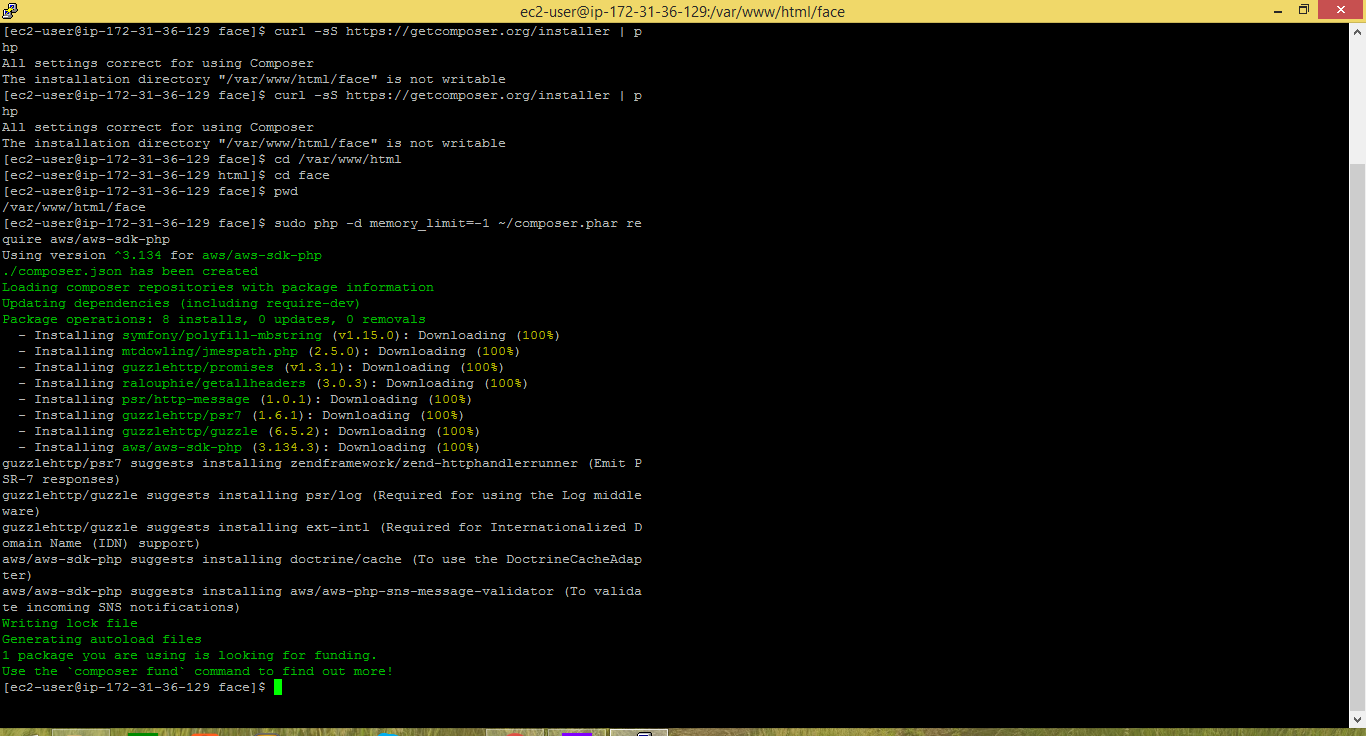 ec2-user@ip-172-31-36-129:/var/www/html/face
[ec2-user@ip-172-31-36-129 face]$ curl -sS https://getcomposer.org/installer | p
hp
All settings correct for using Composer
The installation directory "/var/www/html/face" is not writable
[ec2-user@ip-172-31-36-129 face]$ curl -sS https://getcomposer.org/installer | p
hp
All settings correct for using Composer
The installation directory "/var/www/html/face" is not writable
[ec2-user@ip-172-31-36-129 face]$ cd /var/www/html
[ec2-user@ip-172-31-36-129 html]$ cd face
[ec2-user@ip-172-31-36-129 face]$ pwd
/var/www/html/face
[ec2-user@ip-172-31-36-129 face]$ sudo php -d memory_limit=-1 ~/composer.phar re
quire aws/aws-sdk-php
Using version ^3.134 for aws/aws-sdk-php
./composer.json has been created
Loading composer repositories with package information
Updating dependencies (including require-dev)
Package operations: 8 installs, 0 updates, 0 removals
  - Installing symfony/polyfill-mbstring (v1.15.0): Downloading (100%)
  - Installing mtdowling/jmespath.php (2.5.0): Downloading (100%)
  - Installing guzzlehttp/promises (v1.3.1): Downloading (100%)
  - Installing ralouphie/getallheaders (3.0.3): Downloading (100%)
  - Installing psr/http-message (1.0.1): Downloading (100%)
  - Installing guzzlehttp/psr7 (1.6.1): Downloading (100%)
  - Installing guzzlehttp/guzzle (6.5.2): Downloading (100%)
  - Installing aws/aws-sdk-php (3.134.3): Downloading (100%)
guzzlehttp/psr7 suggests installing zendframework/zend-httphandlerrunner (Emit P
SR-7 responses)
guzzlehttp/guzzle suggests installing psr/log (Required for using the Log middle
ware)
guzzlehttp/guzzle suggests installing ext-intl (Required for Internationalized D
omain Name (IDN) support)
aws/aws-sdk-php suggests installing doctrine/cache (To use the DoctrineCacheAdap
ter)
aws/aws-sdk-php suggests installing aws/aws-php-sns-message-validator (To valida
te incoming SNS notifications)
Writing lock file
Generating autoload files
1 package you are using is looking for funding.
Use the `composer fund` command to find out more!
[ec2-user@ip-172-31-36-129 face]$